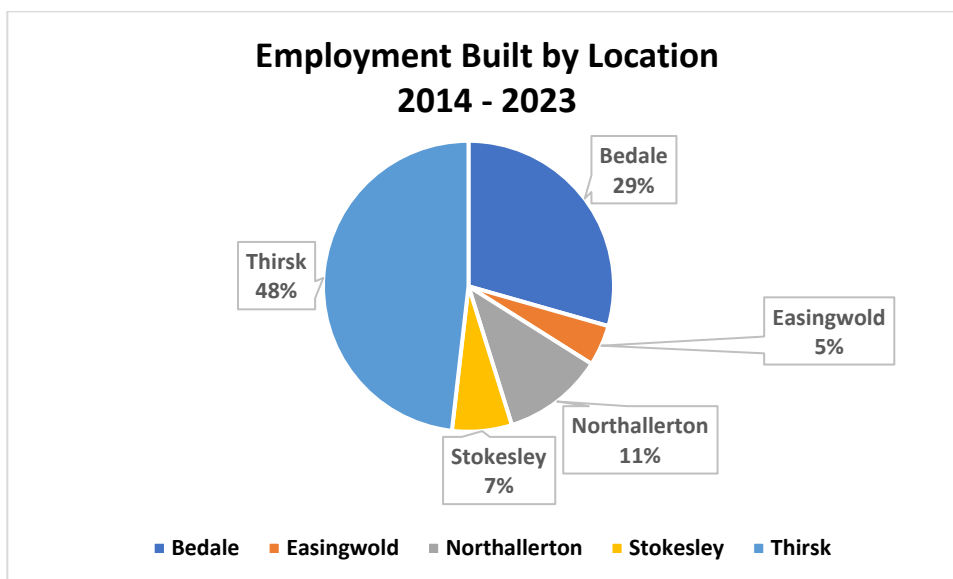 Employment Built by Location
2014 - 2023
Bedale
29%
Thirsk
48%
Easingwold
5%
Northallerton
11%
Stokesley
7%
Bedale Easingwold Northallerton Stokesley Thirsk